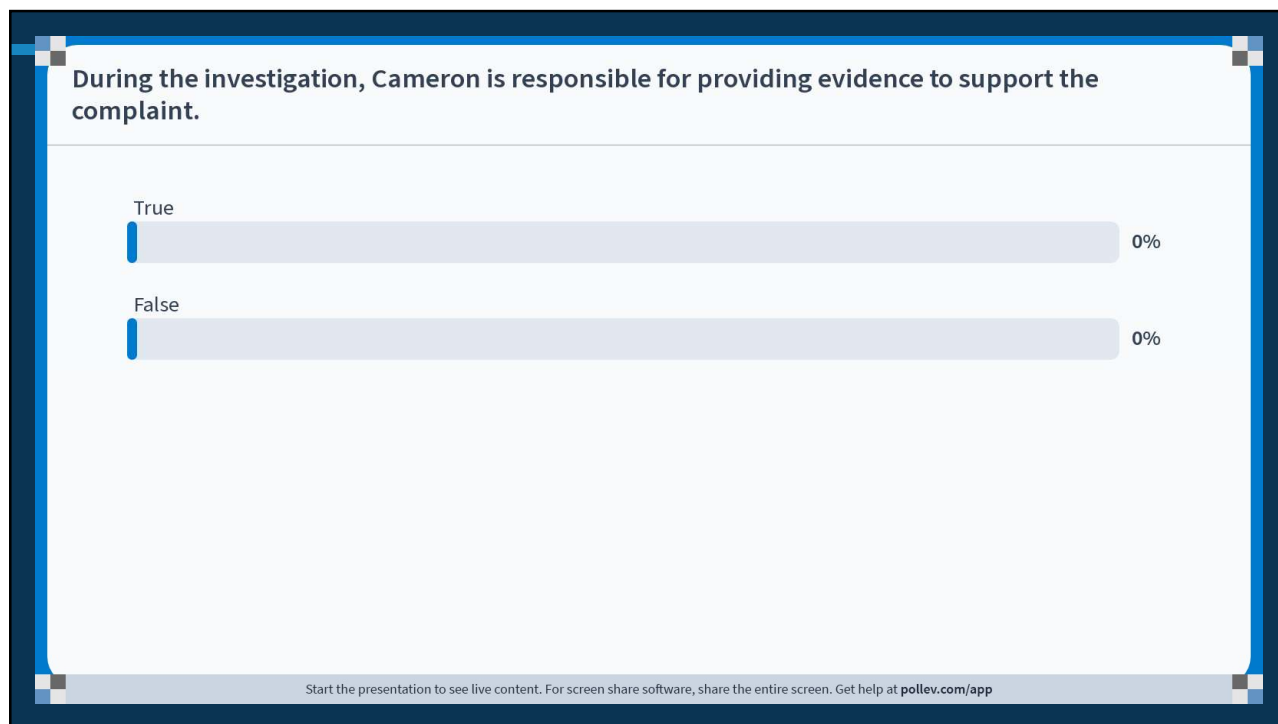 During the investigation, Cameron is responsible for providing evidence to support the
complaint.
True
0%
False
0%
Start the presentation to see live content. For screen share software, share the entire screen. Get help at pollev.com/app